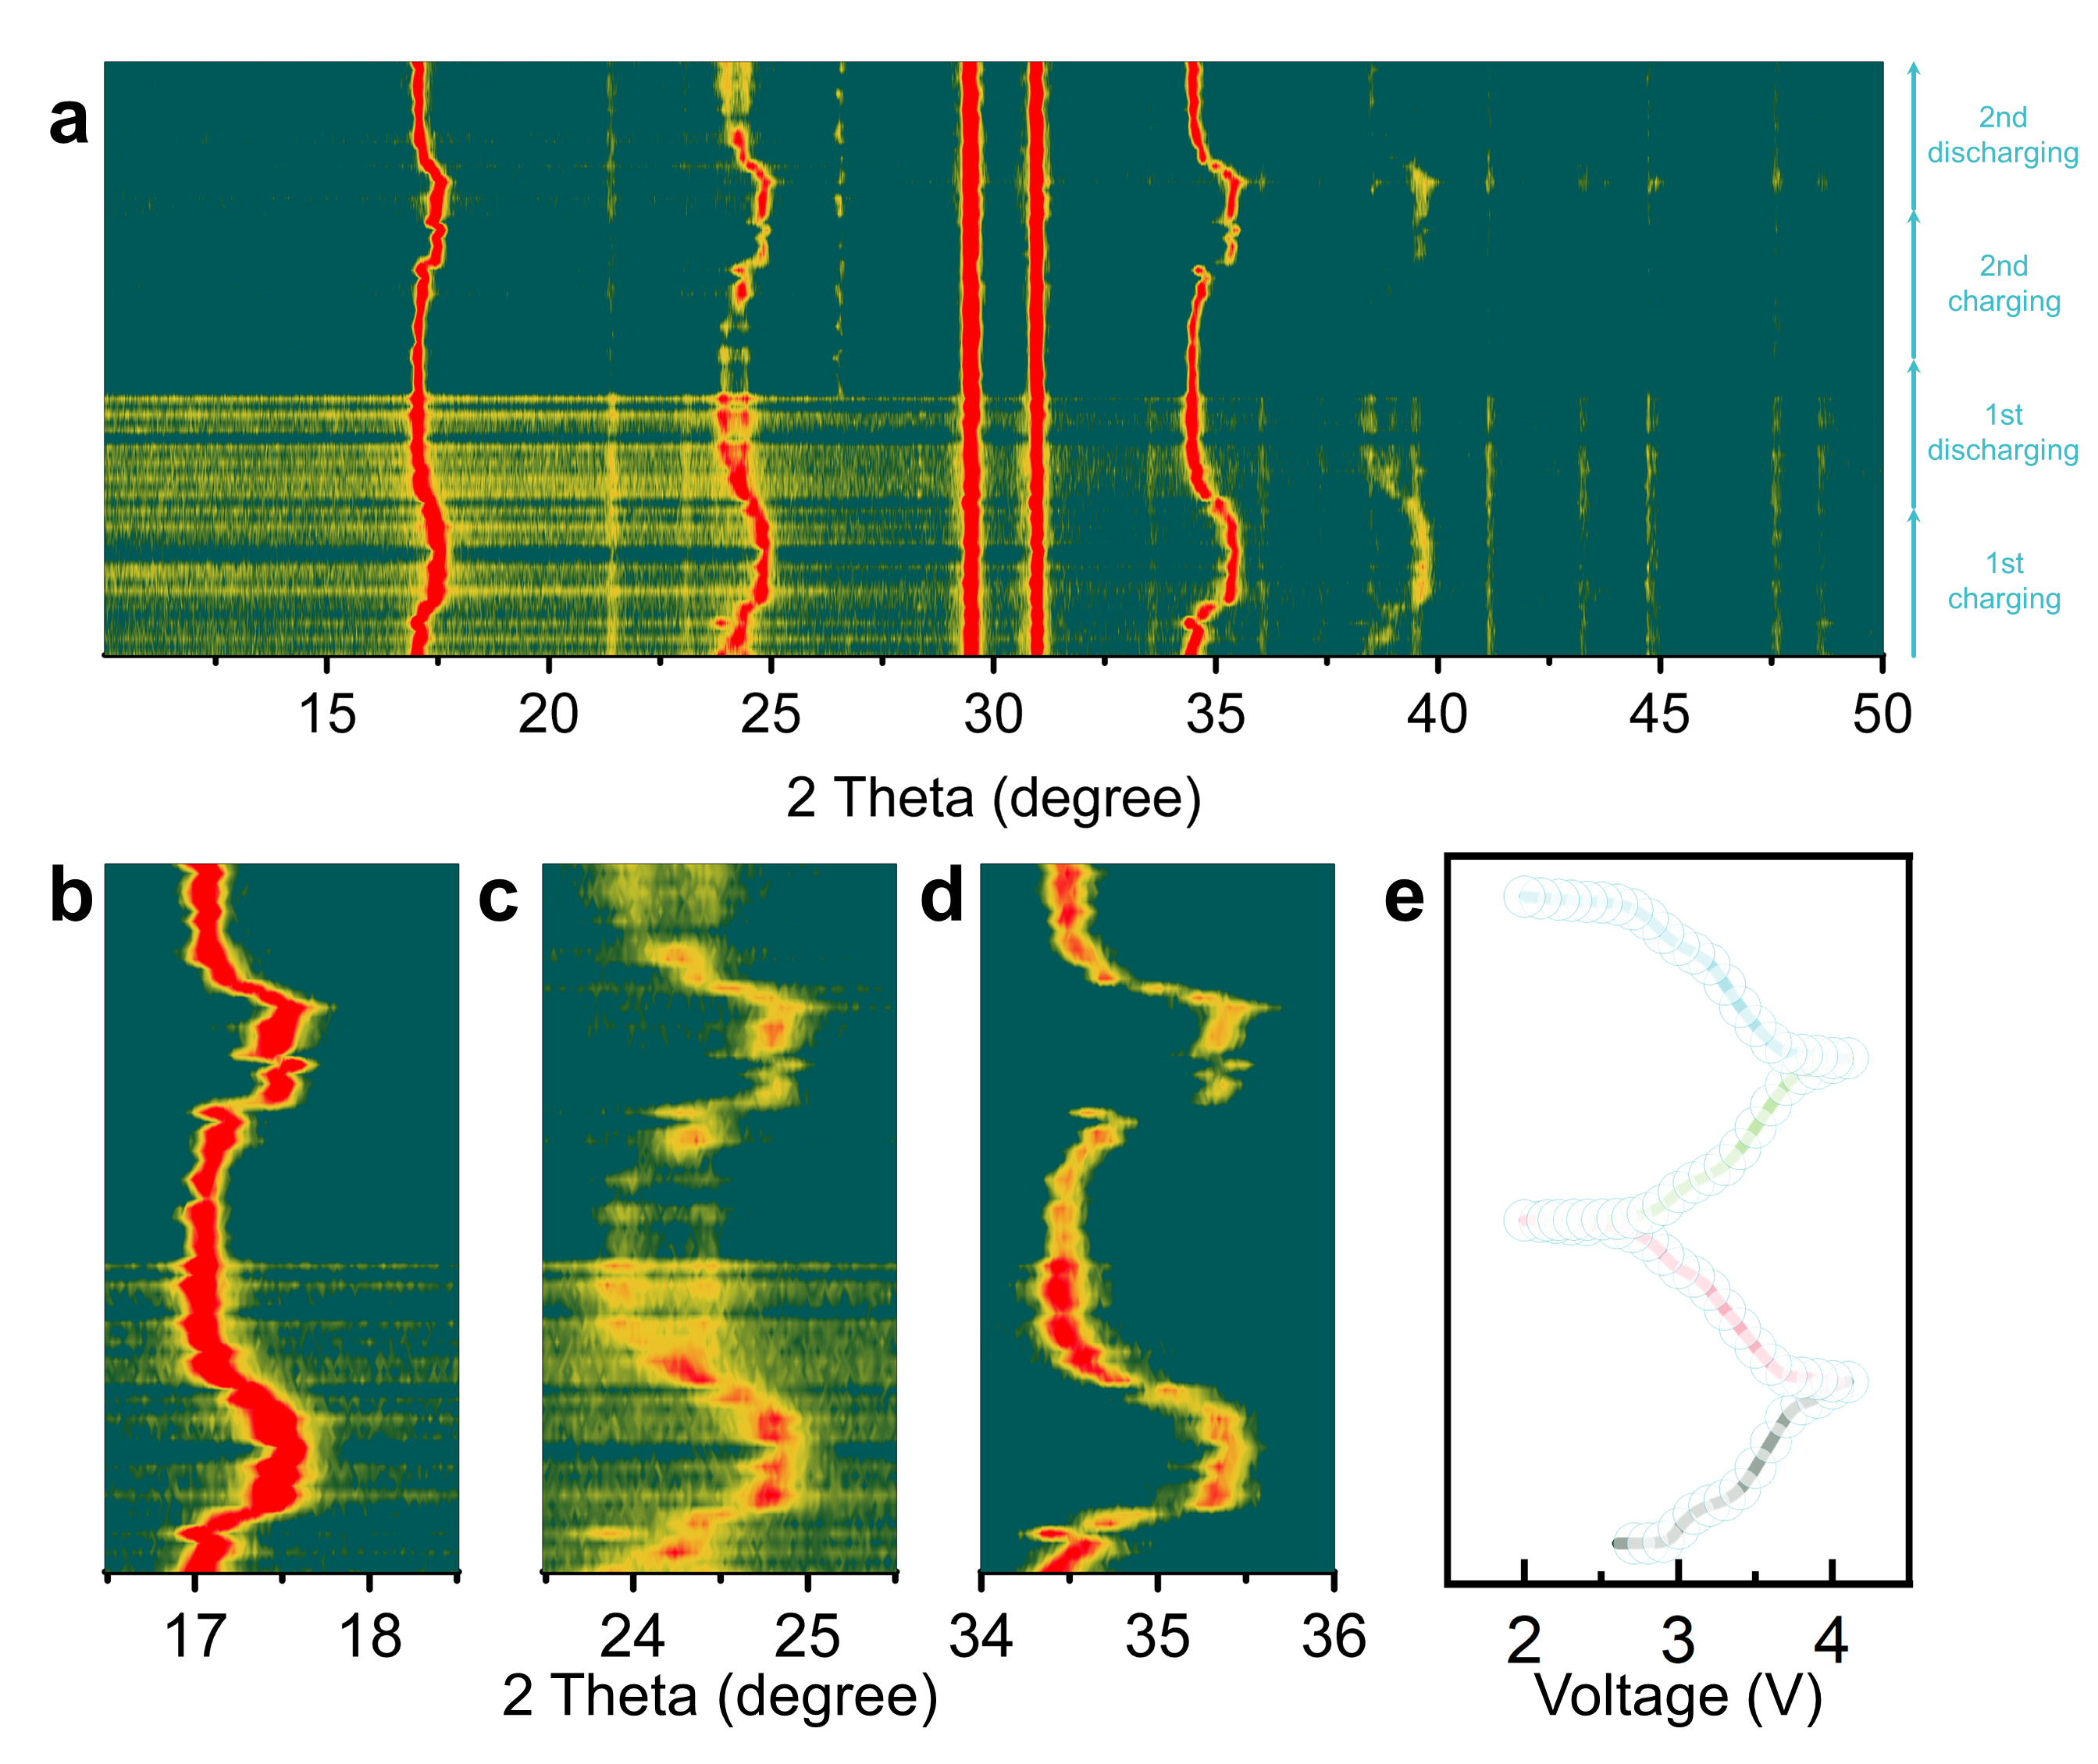 a
2nd
discharging
2nd
charging
1st
discharging
1st
charging
15 20 25 30 35 40 45 50
2 Theta (degree)
b c d e
17 18 24 25 34 35 36 2 3 4
2 Theta (degree) Voltage (V)